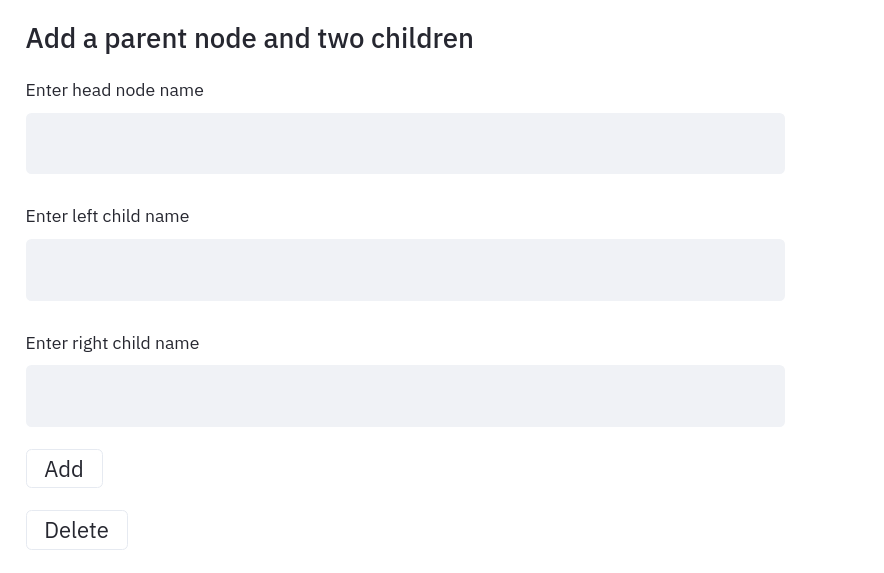 Add a parent node and two children
Enter head node name
Enter left child name
Enter right child name
Add
Delete